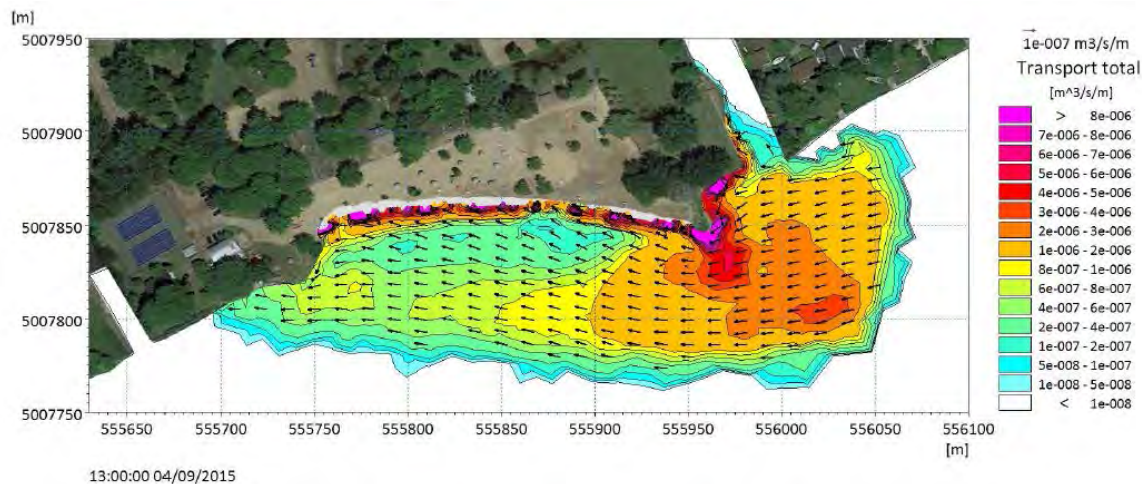 [m]
5007950
5007900
5007850
5007800
5007750
555650 555700 555750 555800 555850 555900 555950 556000 556050 556100
[m]
13:00:00 04/09/2015
1e-007 m3/s/m
Transport total
[m^3/s/m]
> 8e-006
7e-006 - 8e-006
6e-006 - 7e-006
5e-006 - 6e-006
4e-006 - 5e-006
3e-006 - 4e-006
2e-006 - 3e-006
1e-006 - 2e-006
8e-007 - 1e-006
6e-007 - 8e-007
4e-007 - 6e-007
2e-007 - 4e-007
1e-007 - 2e-007
5e-008 - 1e-007
1e-008 - 5e-008
< 1e-008